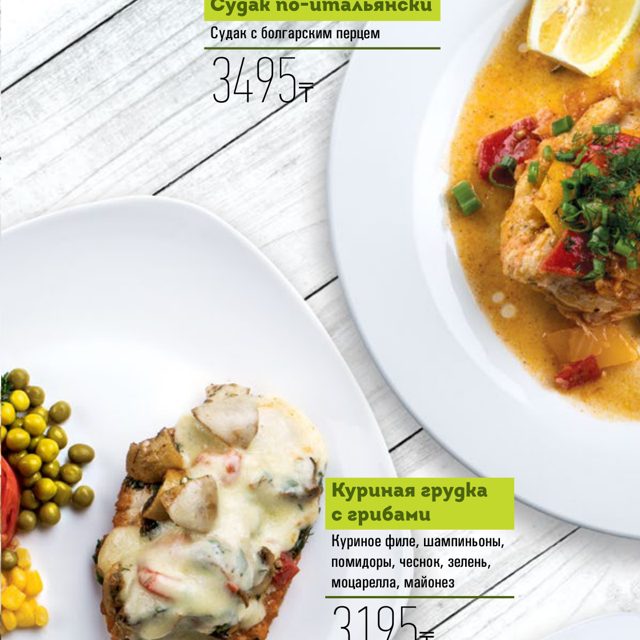 Судак по-итальянски
Судак с болгарским перцем
3495₸
Куриная грудка
с грибами
Куриное филе, шампиньоны,
помидоры, чеснок, зелень,
моцарелла, майонез
3195₸